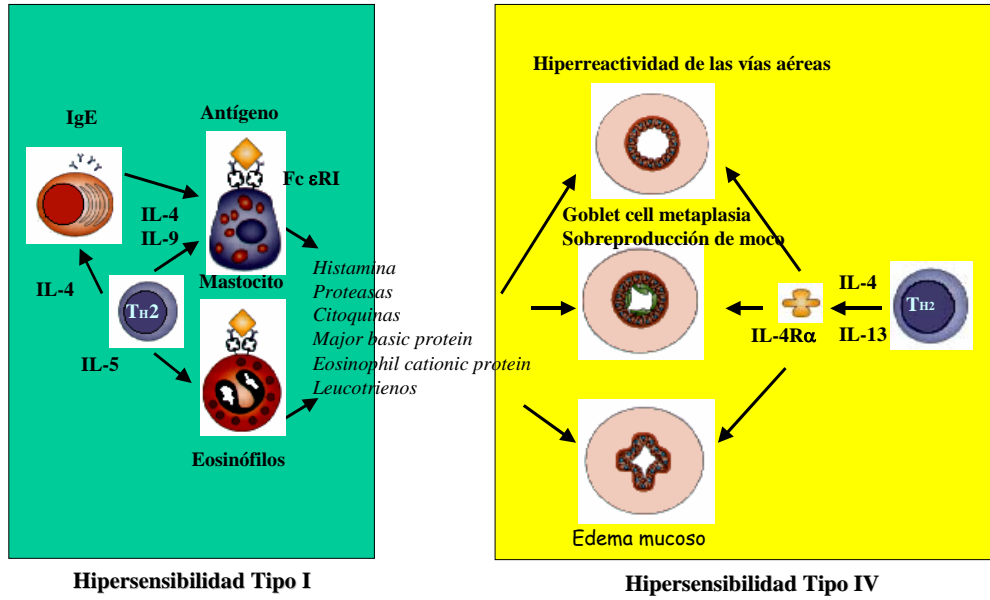 IgE
Antígeno
Fc εRI
IL-4
IL-9
IL-4
TH2
Mastocito
IL-5
Histamina
Proteasas
Citoquinas
Major basic protein
Eosinophil cationic protein
Leucotrienos
Eosinófilos
Hipersensibilidad Tipo I
Hiperreactividad de las vías aéreas
Goblet cell metaplasia
Sobreproducción de moco
IL-4
TH2
IL-4Rα
IL-13
Edema mucoso
Hipersensibilidad Tipo IV